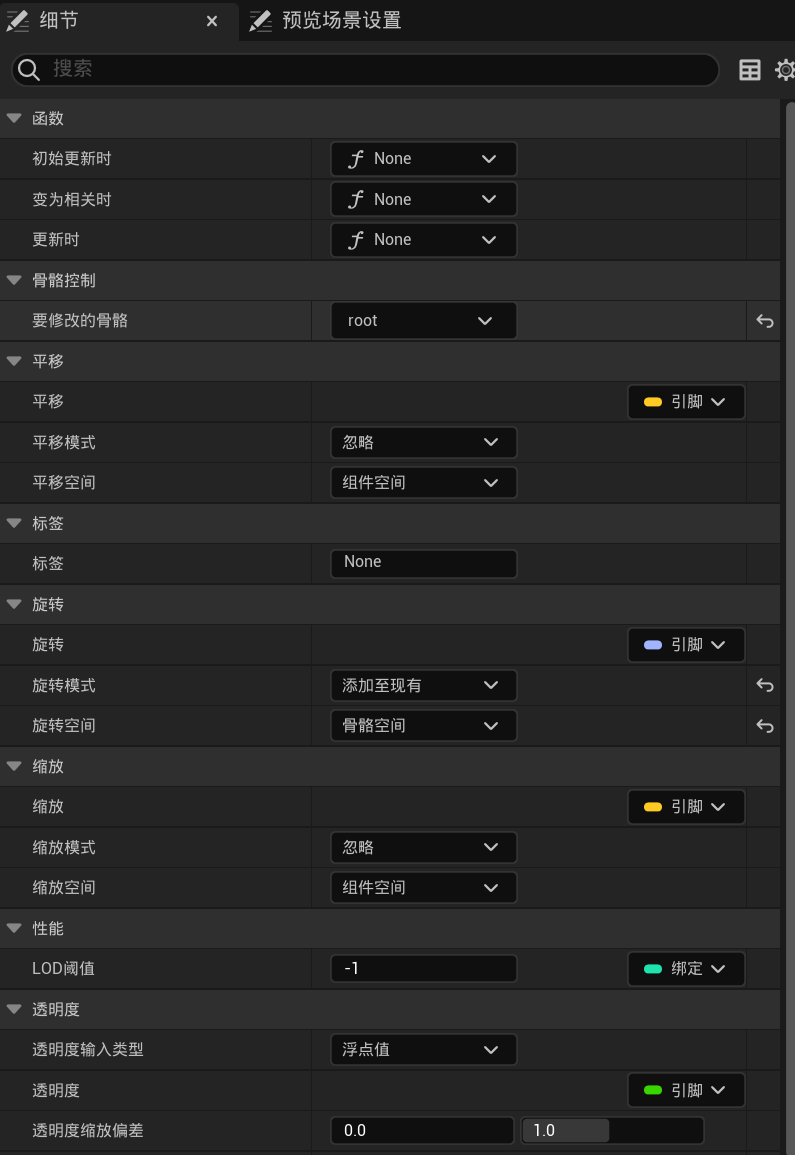 细节
预览场景设置
搜索
函数
初始更新时 None
变为相关时 None
更新时 None
骨骼控制
要修改的骨骼 root
平移
平移 引脚
平移模式 忽略
平移空间 组件空间
标签
标签 None
旋转
旋转 引脚
旋转模式 添加至现有
旋转空间 骨骼空间
缩放
缩放 引脚
缩放模式 忽略
缩放空间 组件空间
性能
LOD阈值 -1 绑定
透明度
透明度输入类型 浮点值
透明度 引脚
透明度缩放偏差 0.0 1.0